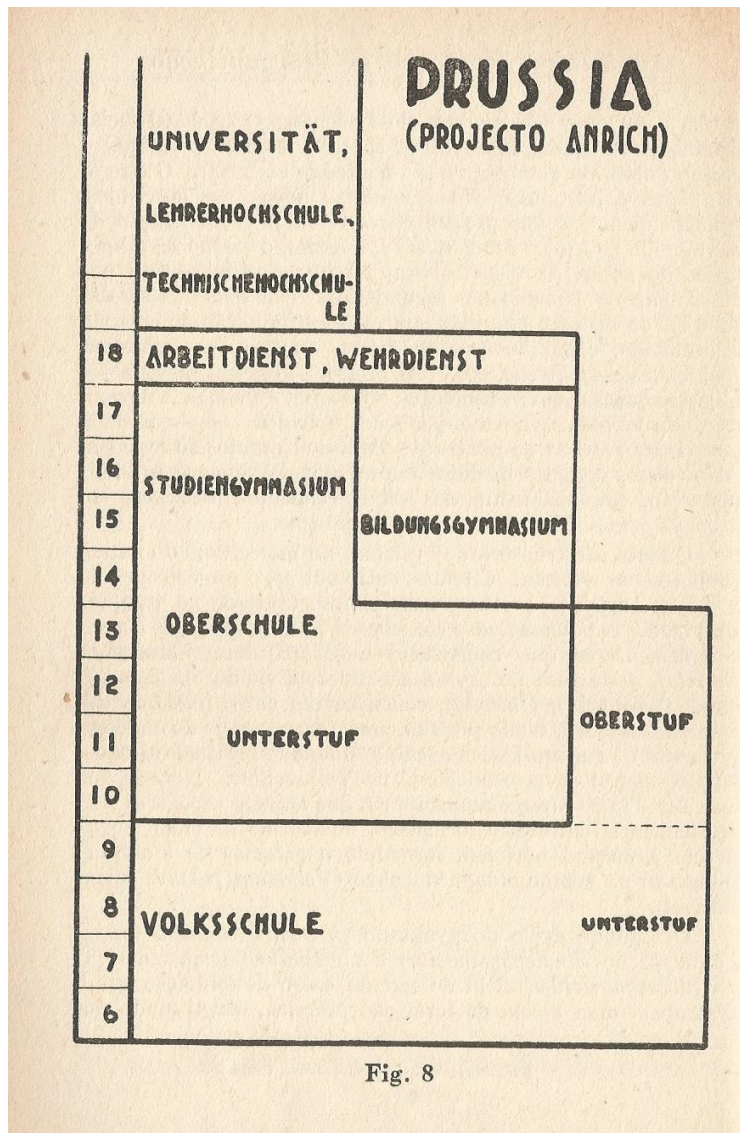 PRUSSIA
(PROJECTO ANRICH)
UNIVERSITÄT,
LEHRERHOCHSCHULE,
TECHNISCHEHOCHSCHU-
LE
18 ARBEITDIENST, WEHRDIENST
17
16
STUDIENGYMNASIUM
15
BILDUNGSGYMNASIUM
14
13 OBERSCHULE
12
OBERSTUF
11 UNTERSTUF
10
9
8 VOLKSSCHULE UNTERSTUF
7
6
Fig. 8